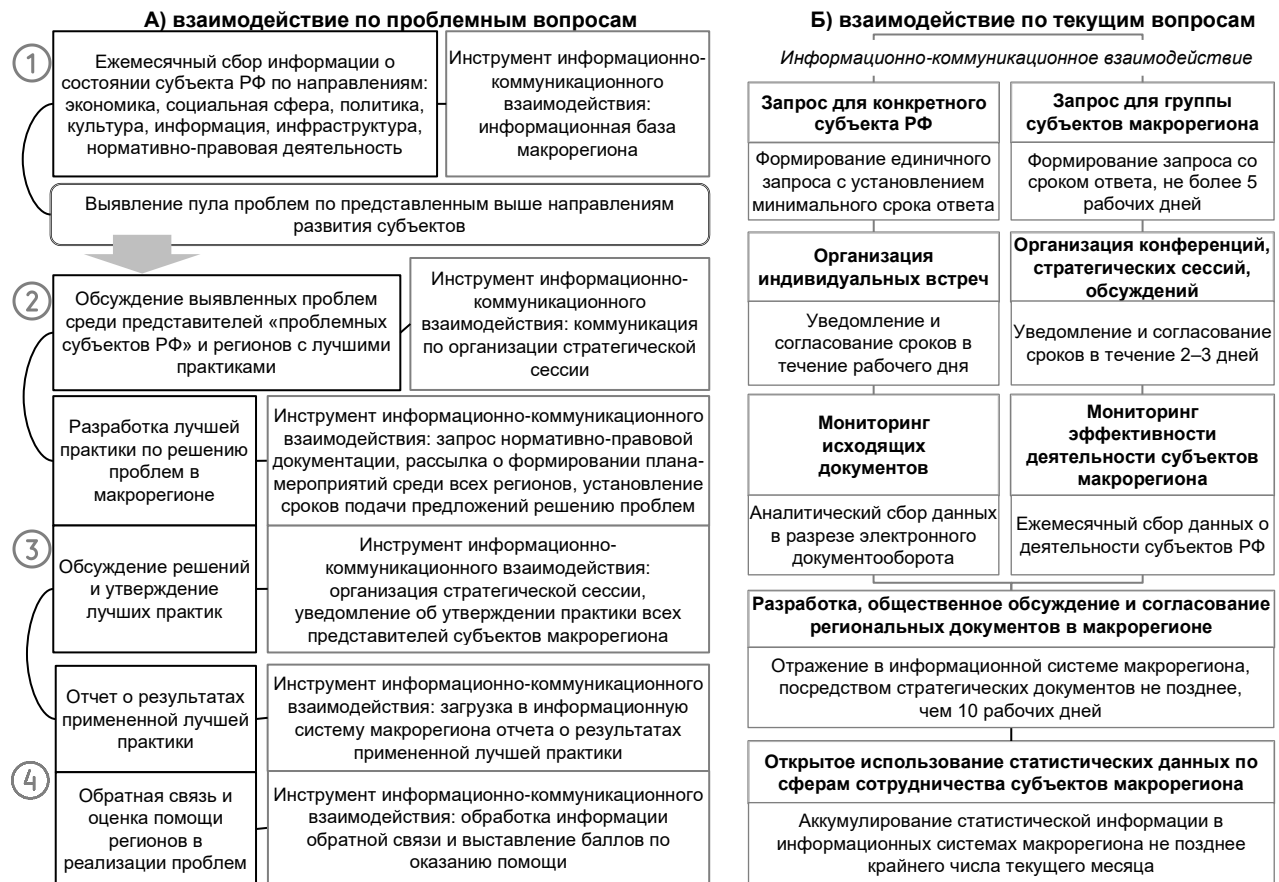 А) взаимодействие по проблемным вопросам
1
Ежемесячный сбор информации о
состоянии субъекта РФ по направлениям:
экономика, социальная сфера, политика,
культура, информация, инфраструктура,
нормативно-правовая деятельность
Инструмент информационно-
коммуникационного
взаимодействия:
информационная база
макрорегиона
Выявление пула проблем по представленным выше направлениям
развития субъектов
2
Обсуждение выявленных проблем
среди представителей «проблемных
субъектов РФ» и регионов с лучшими
практиками
Инструмент информационно-
коммуникационного
взаимодействия: коммуникация
по организации стратегической
сессии
Разработка лучшей
практики по решению
проблем в
макрорегионе
Инструмент информационно-коммуникационного
взаимодействия: запрос нормативно-правовой
документации, рассылка о формировании плана-
мероприятий среди всех регионов, установление
сроков подачи предложений решению проблем
3
Обсуждение решений
и утверждение
лучших практик
Инструмент информационно-
коммуникационного взаимодействия:
организация стратегической сессии,
уведомление об утверждении практики всех
представителей субъектов макрорегиона
Отчет о результатах
примененной лучшей
практики
Инструмент информационно-коммуникационного
взаимодействия: загрузка в информационную
систему макрорегиона отчета о результатах
примененной лучшей практики
4
Обратная связь и
оценка помощи
регионов в
реализации проблем
Инструмент информационно-коммуникационного
взаимодействия: обработка информации
обратной связи и выставление баллов по
оказанию помощи
Б) взаимодействие по текущим вопросам
Информационно-коммуникационное взаимодействие
Запрос для конкретного
субъекта РФ
Формирование единичного
запроса с установлением
минимального срока ответа
Организация
индивидуальных встреч
Уведомление и
согласование сроков в
течение рабочего дня
Мониторинг
исходящих
документов
Аналитический сбор данных
в разрезе электронного
документооборота
Запрос для группы
субъектов макрорегиона
Формирование запроса со
сроком ответа, не более 5
рабочих дней
Организация конференций,
стратегических сессий,
обсуждений
Уведомление и согласование
сроков в течение 2–3 дней
Мониторинг
эффективности
деятельности субъектов
макрорегиона
Ежемесячный сбор данных о
деятельности субъектов РФ
Разработка, общественное обсуждение и согласование
региональных документов в макрорегионе
Отражение в информационной системе макрорегиона,
посредством стратегических документов не позднее,
чем 10 рабочих дней
Открытое использование статистических данных по
сферам сотрудничества субъектов макрорегиона
Аккумулирование статистической информации в
информационных системах макрорегиона не позднее
крайнего числа текущего месяца